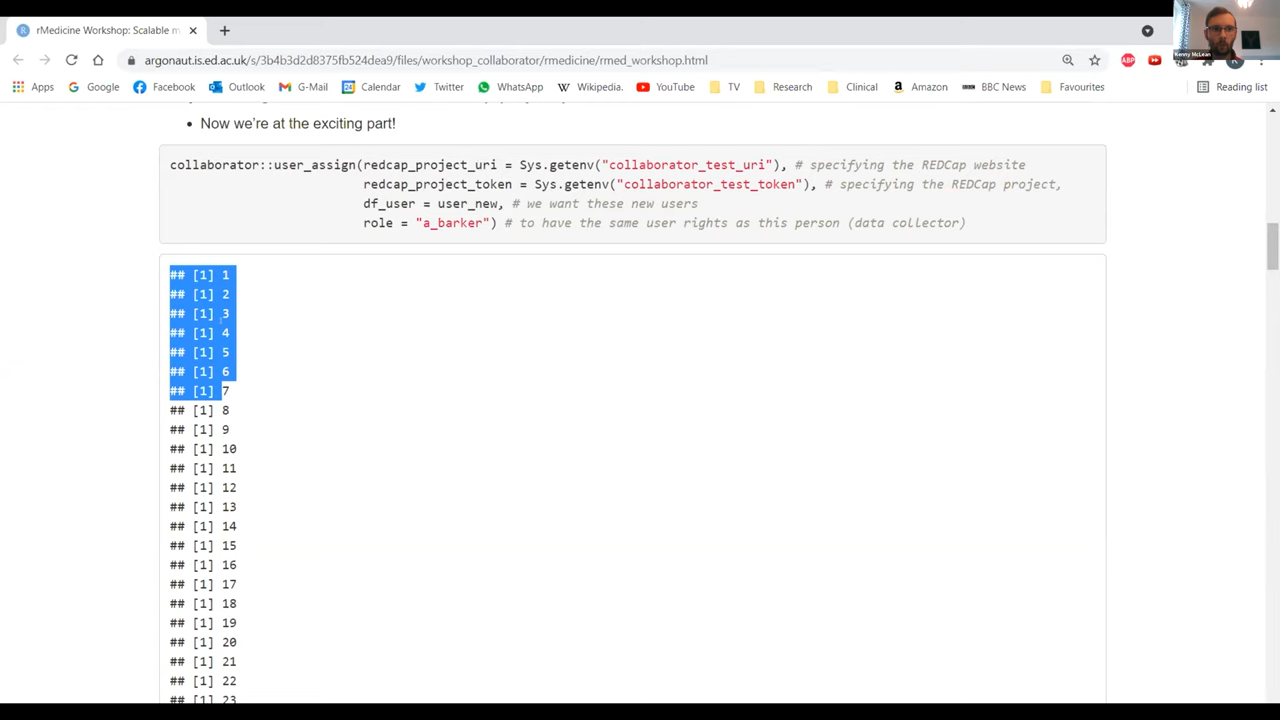 rMedicine Workshop: Scalable m
argonaut.is.ed.ac.uk/s/3b4b3d2d8375fb524dea9/files/workshop_collaborator/rmedicine/rmed_workshop.html
Kenny McLean
Apps Google Facebook Outlook G-Mail Calendar Twitter WhatsApp Wikipedia. YouTube TV Research Clinical Amazon BBC News Favourites Reading list
• Now we're at the exciting part!
collaborator::user_assign(redcap_project_uri = Sys.getenv("collaborator_test_uri"), # specifying the REDCap website
redcap_project_token = Sys.getenv("collaborator_test_token"), # specifying the REDCap project,
df_user = user_new, # we want these new users
role = "a_barker") # to have the same user rights as this person (data collector)
## [1] 1
## [1] 2
## [1] 3
## [1] 4
## [1] 5
## [1] 6
## [1] 7
## [1] 8
## [1] 9
## [1] 10
## [1] 11
## [1] 12
## [1] 13
## [1] 14
## [1] 15
## [1] 16
## [1] 17
## [1] 18
## [1] 19
## [1] 20
## [1] 21
## [1] 22
## [1] 23